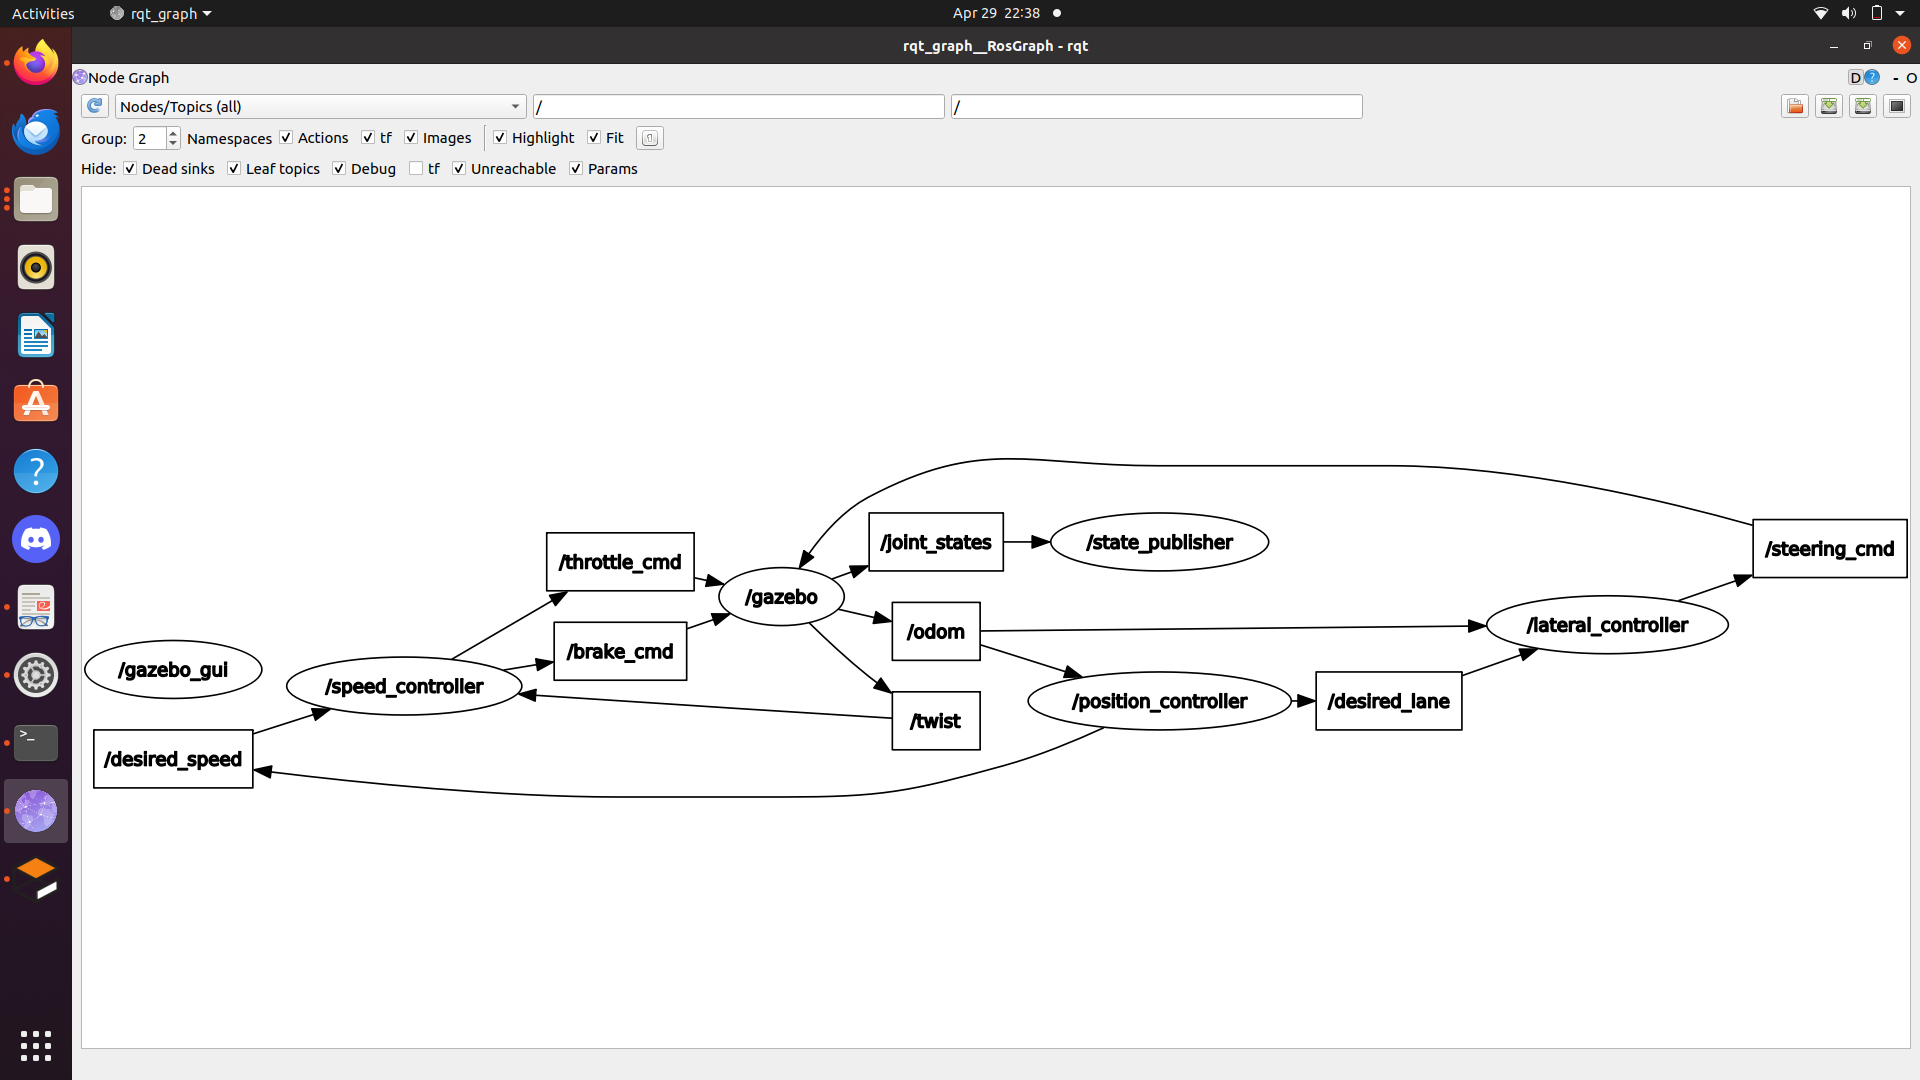 Activities rqt_graph Apr 29 22:38
rqt_graph__RosGraph - rqt
Node Graph D ? - O
Nodes/Topics (all) / /
Group: 2 Namespaces Actions tf Images Highlight Fit
Hide: Dead sinks Leaf topics Debug tf Unreachable Params
/steering_cmd
/joint_states /state_publisher
/throttle_cmd
/gazebo
/lateral_controller
/odom
/brake_cmd
/gazebo_gui
/speed_controller
/position_controller /desired_lane
/twist
/desired_speed